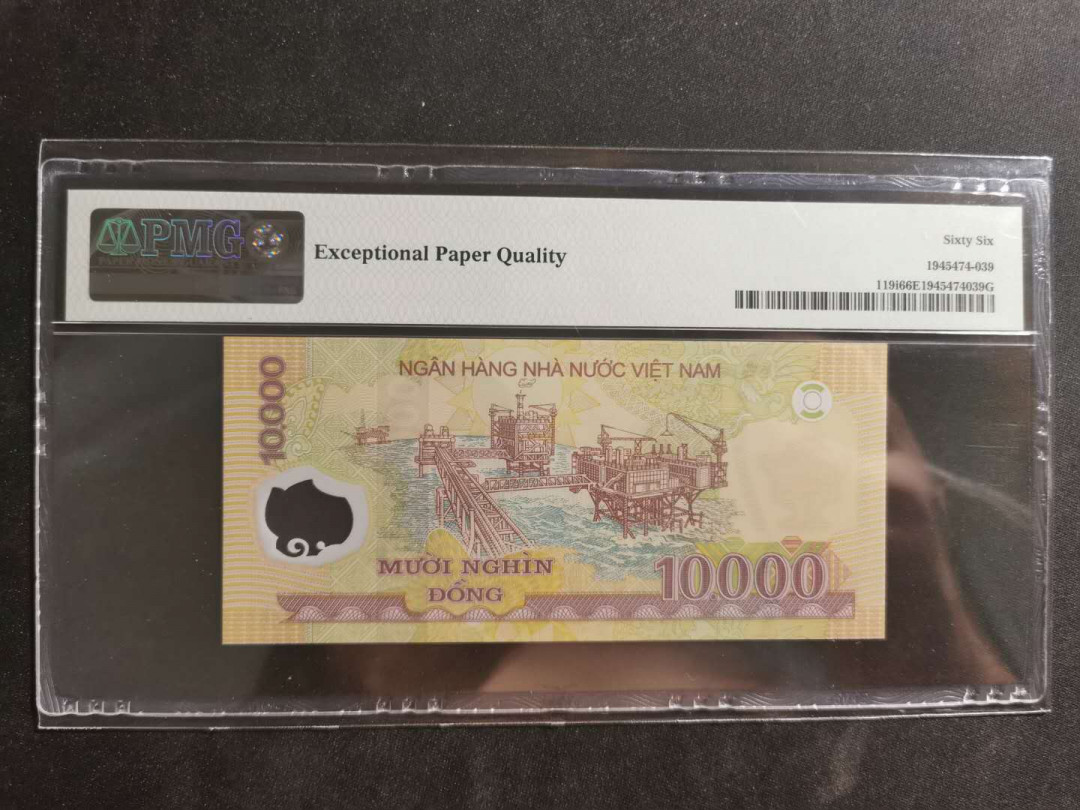 PMG
Exceptional Paper Quality
Sixty Six
1945474-039
119i66E1945474039G
10.000
NGÂN HÀNG NHÀ NƯỚC VIỆT NAM
MƯỜI NGHÌN
ĐỒNG
10.000